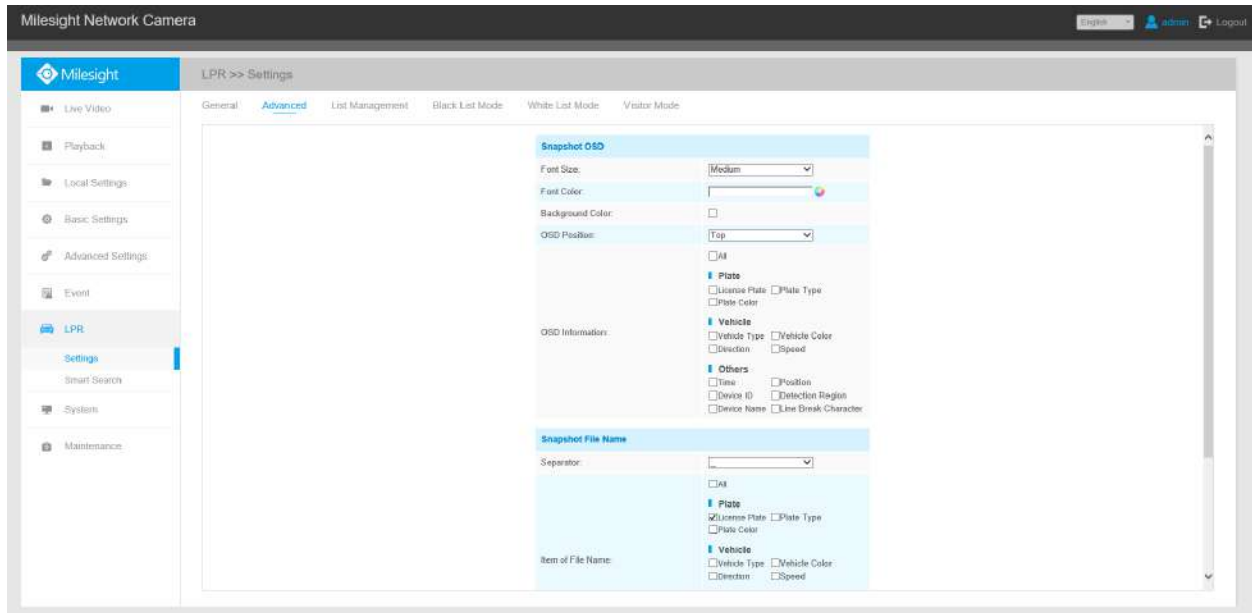 Milesight Network Camera
English
admin
Logout
Milesight
LPR >> Settings
Live Video
General
Advanced
List Management
Black List Mode
White List Mode
Visitor Mode
Playback
Local Settings
Basic Settings
Advanced Settings
Event
LPR
Settings
Smart Search
System
Maintenance
Snapshot OSD
Font Size:
Medium
Font Color:
Background Color:
OSD Position:
Top
OSD Information:
All
Plate
License Plate Plate Type
Plate Color
Vehicle
Vehicle Type Vehicle Color
Direction Speed
Others
Time Position
Device ID Detection Region
Device Name Line Break Character
Snapshot File Name
Separator:
_
Item of File Name:
All
Plate
License Plate Plate Type
Plate Color
Vehicle
Vehicle Type Vehicle Color
Direction Speed